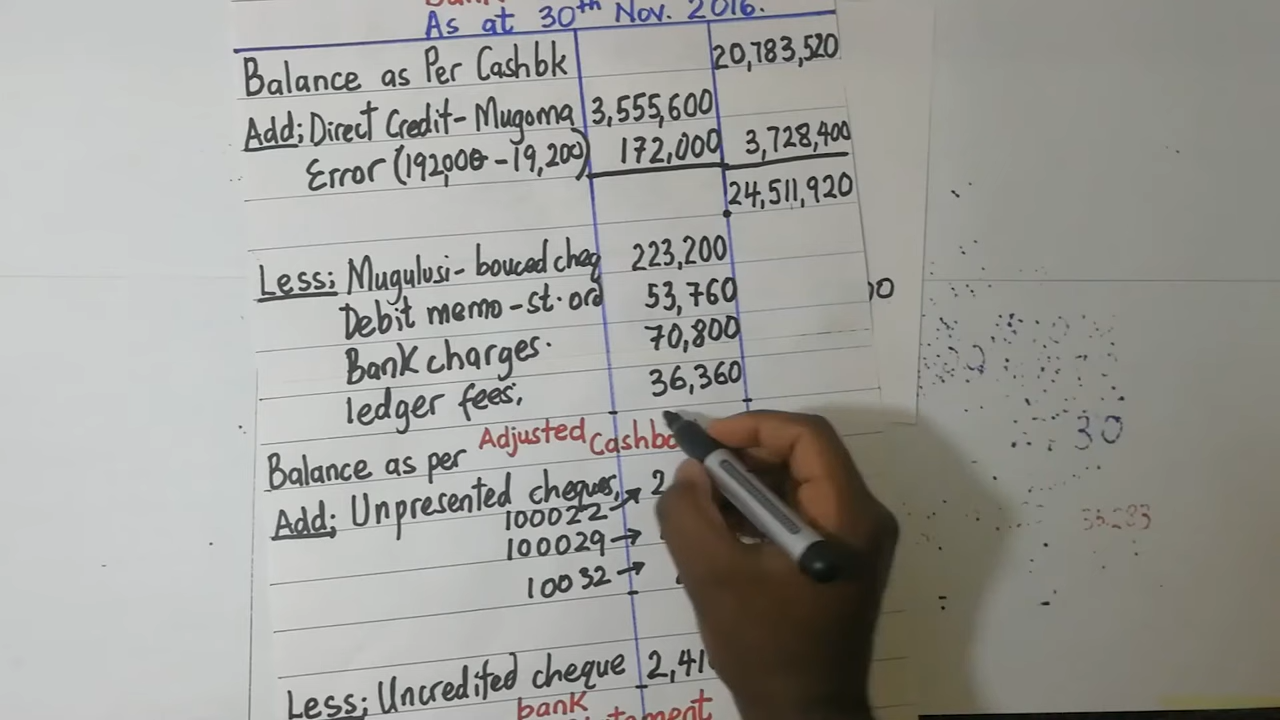 As at 30th Nov. 2016.
Balance as Per Cashbk 20,783,520
Add; Direct Credit - Mugoma 3,555,600
Error (192,000 - 19,200) 172,000 3,728,400
24,511,920
Less; Mugulusi - bouced cheq 223,200
Debit memo - st. ord 53,760
Bank charges. 70,800
ledger fees, 36,360
Balance as per Adjusted
Add; Unpresented cheques,
100022 →
100029 →
10032 →
Less; Uncredited cheque
bank
30